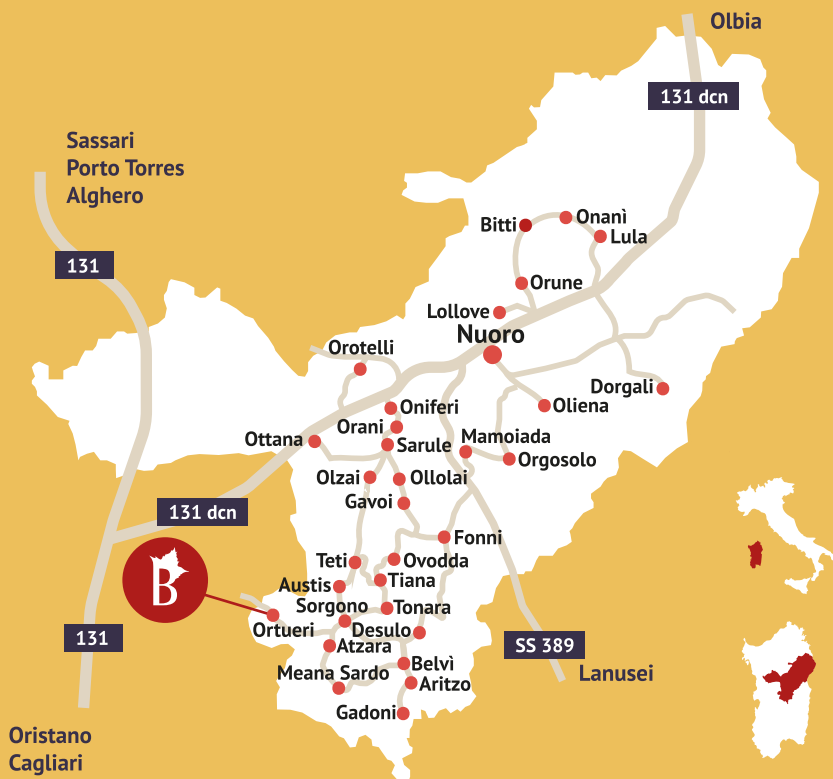 Olbia
131 dcn
Sassari
Porto Torres
Alghero
131
Bitti
Onanì
Lula
Orune
Lollove
Nuoro
Orotelli
Dorgali
Oliena
Oniferi
Orani
Ottana
Sarule
Mamoiada
Orgosolo
Olzai
Ollolai
Gavoi
131 dcn
Fonni
Teti
Ovodda
Tiana
Austis
B
Sorgono
Tonara
Ortueri
Desulo
131
Atzara
SS 389
Belvì
Meana Sardo
Lanusei
Aritzo
Gadoni
Oristano
Cagliari